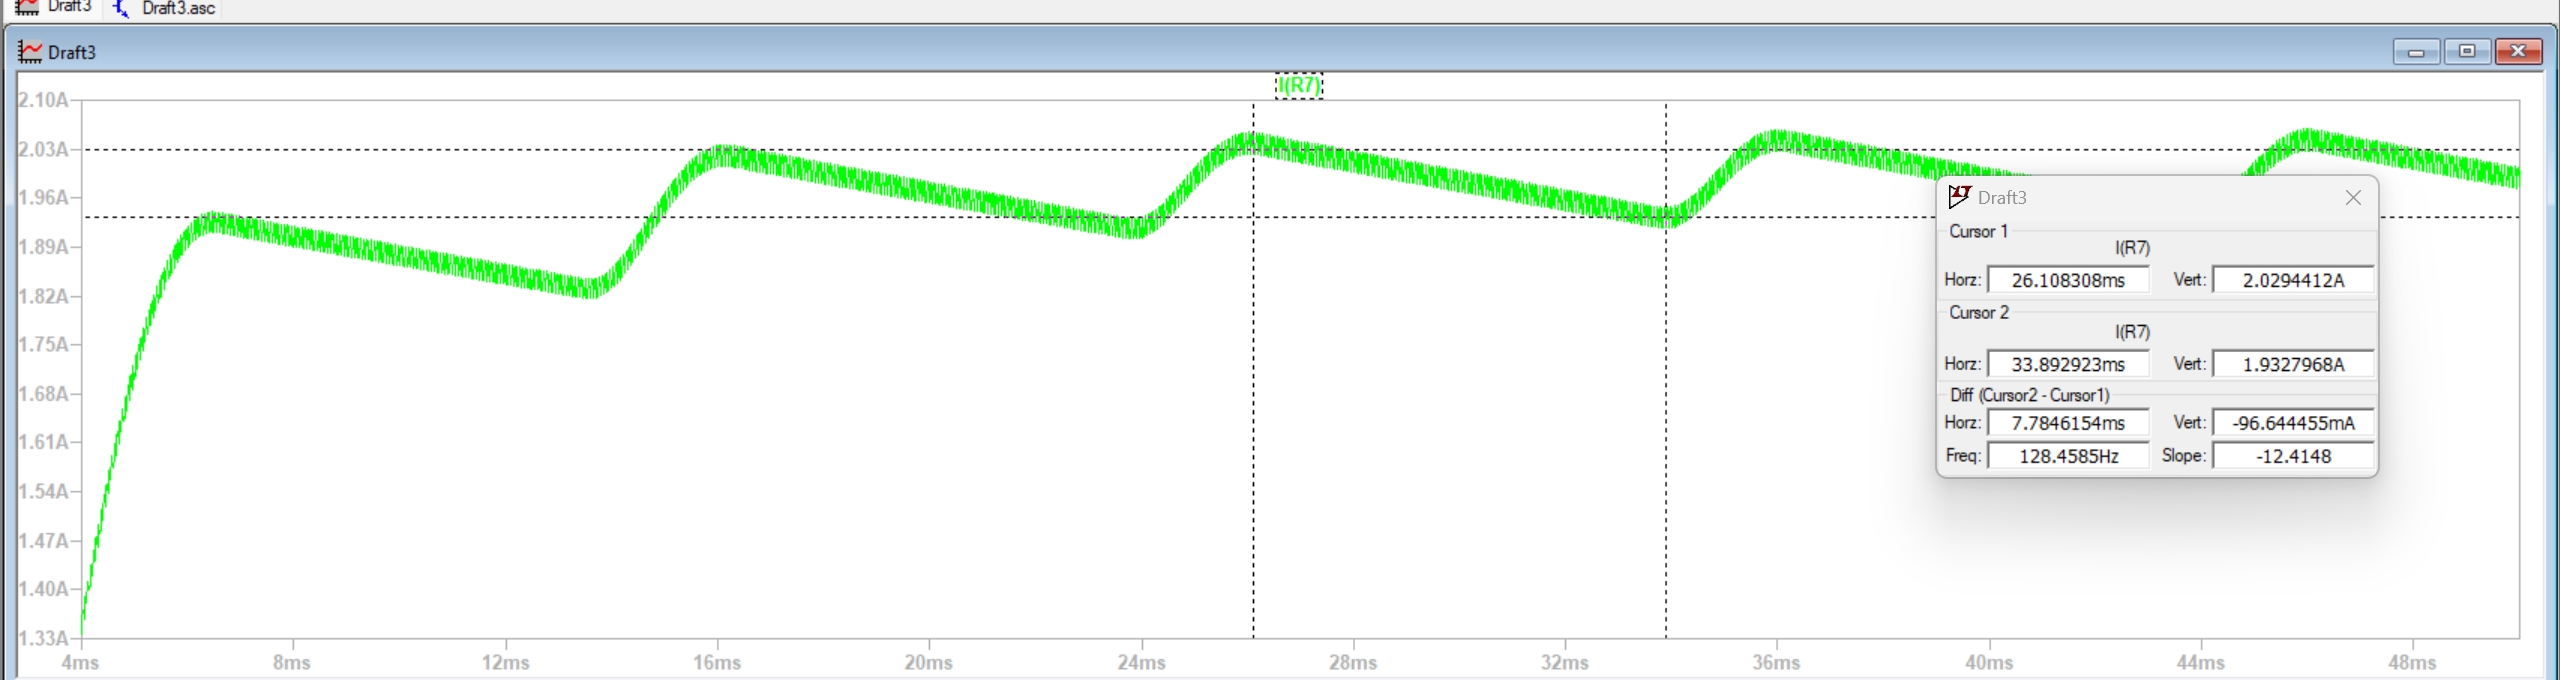 Draft3 Draft3.asc
Draft3
I(R7)
2.10A
2.03A
1.96A
1.89A
1.82A
1.75A
1.68A
1.61A
1.54A
1.47A
1.40A
1.33A
4ms 8ms 12ms 16ms 20ms 24ms 28ms 32ms 36ms 40ms 44ms 48ms
Draft3
Cursor 1
I(R7)
Horz: 26.108308ms Vert: 2.0294412A
Cursor 2
I(R7)
Horz: 33.892923ms Vert: 1.9327968A
Diff (Cursor2 - Cursor1)
Horz: 7.7846154ms Vert: -96.644455mA
Freq: 128.4585Hz Slope: -12.4148